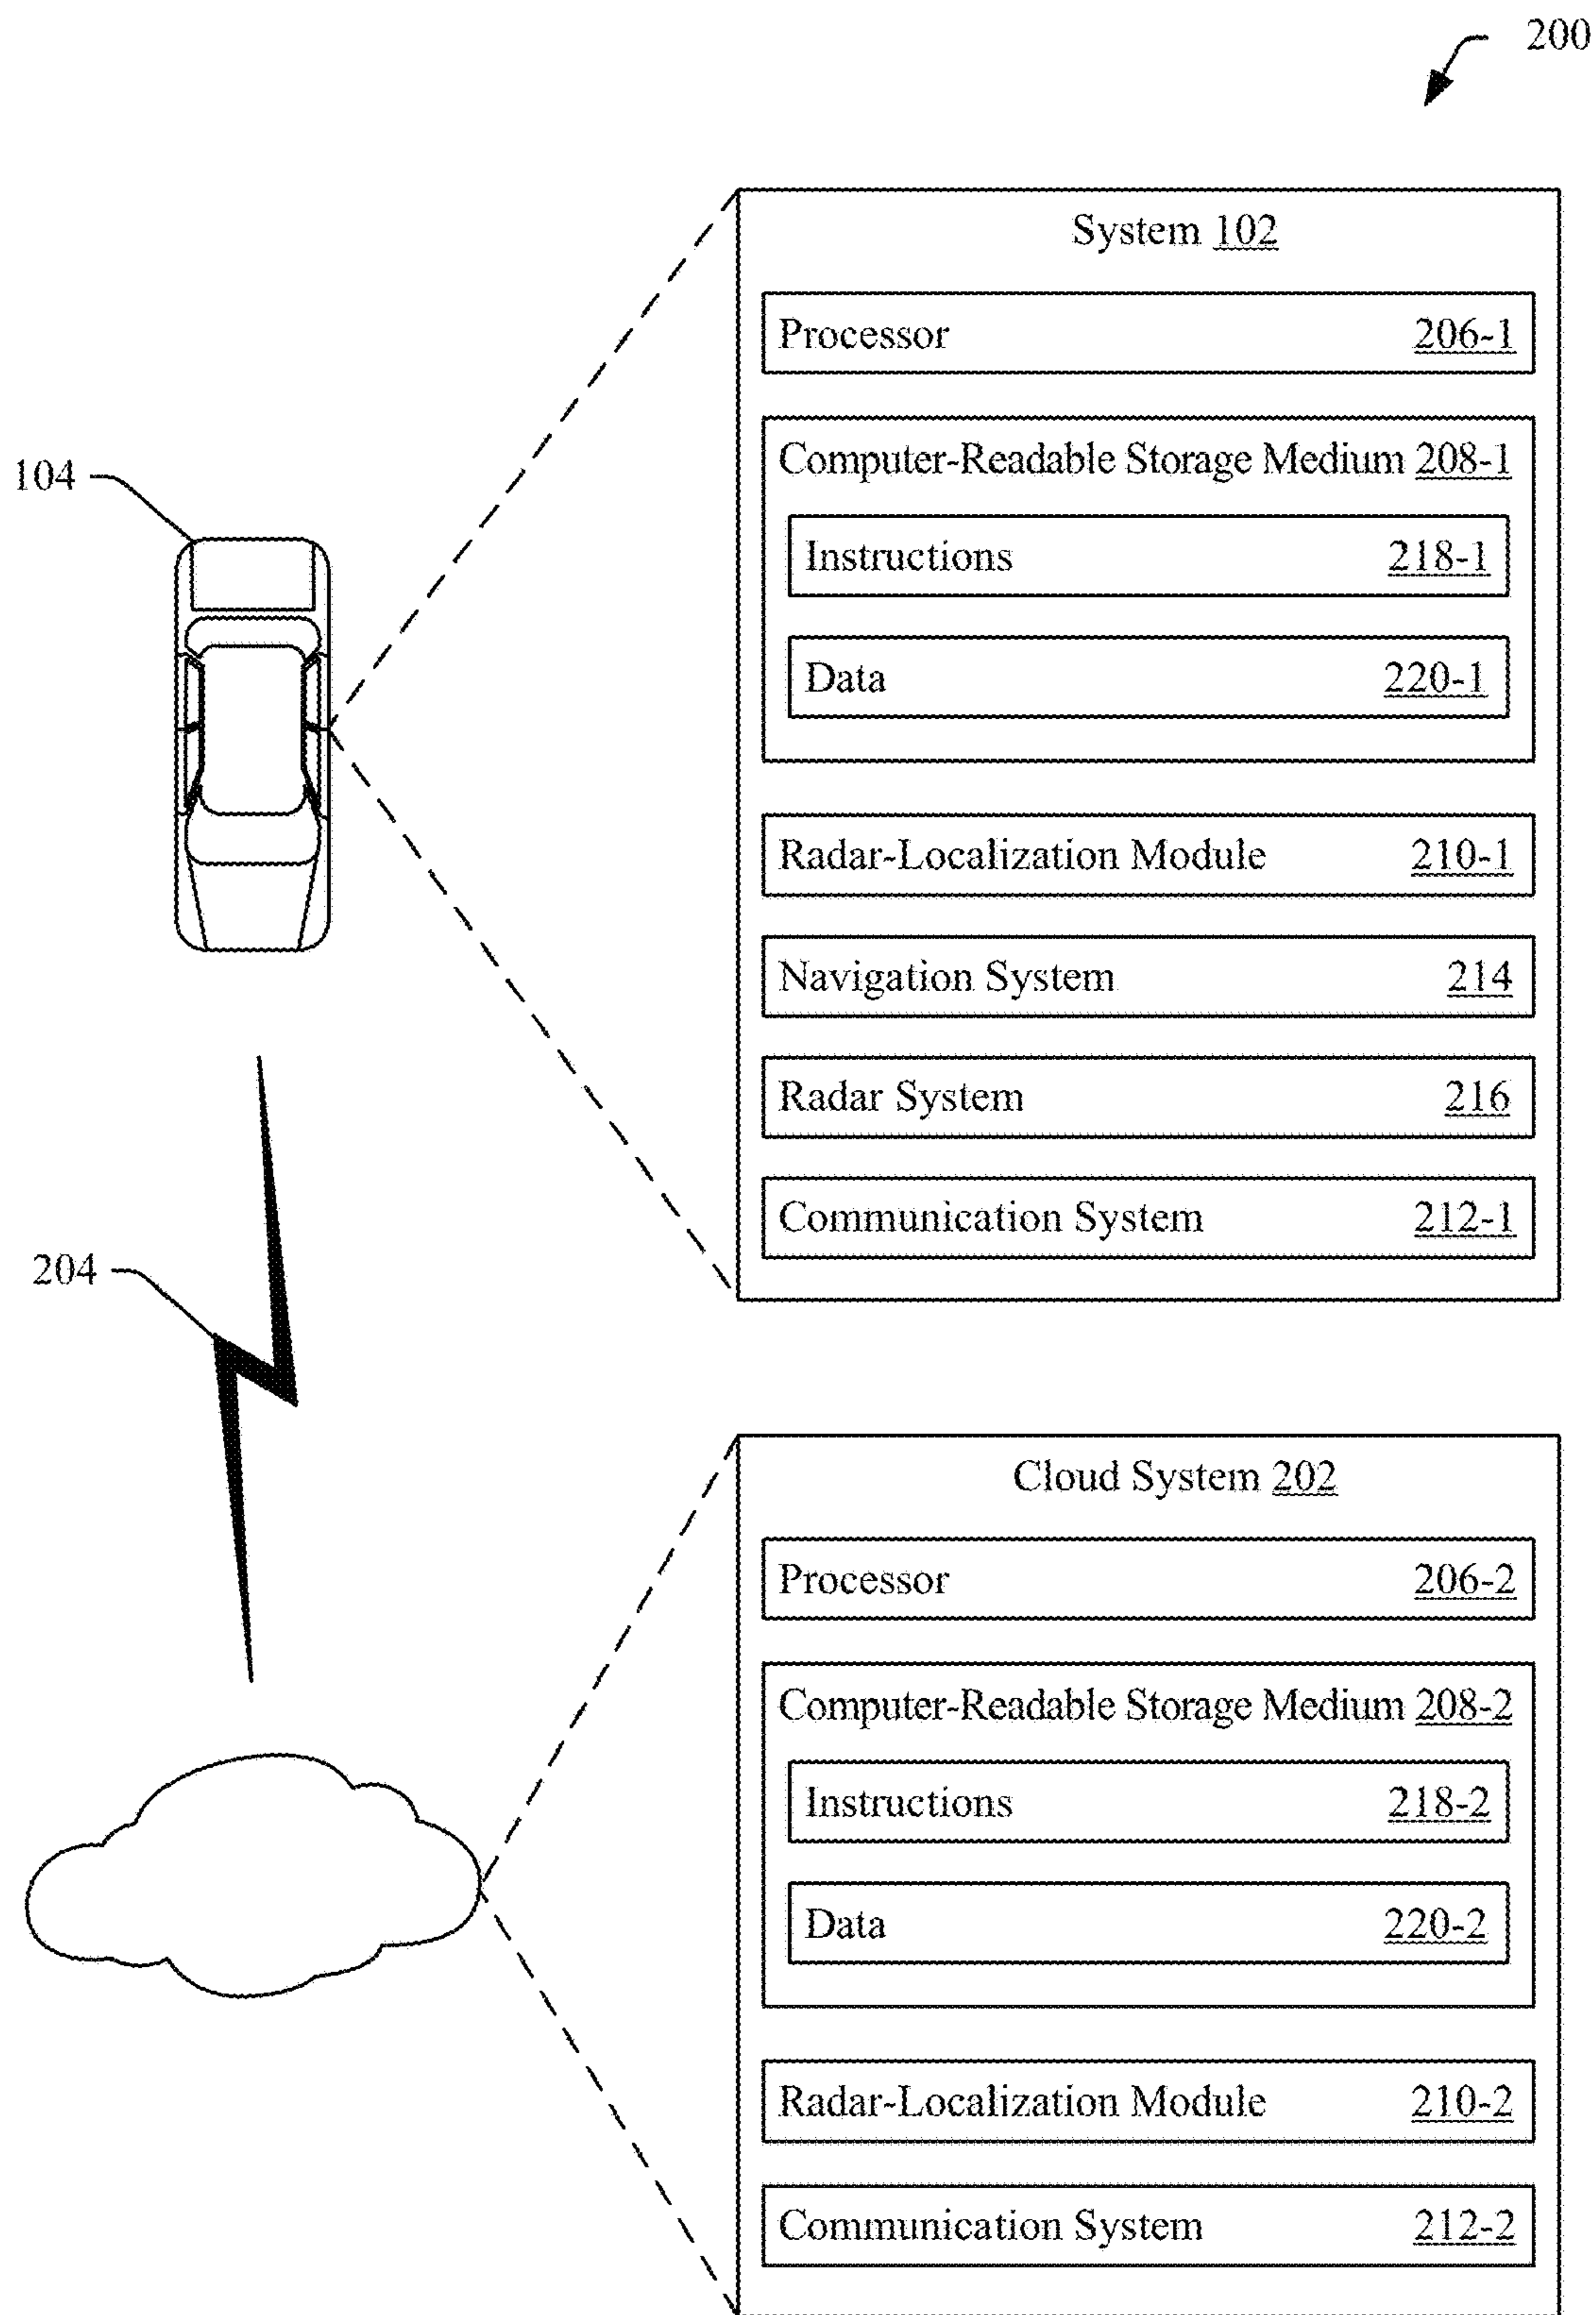 200
System 102
Processor 206-1
Computer-Readable Storage Medium 208-1
104
Instructions 218-1
Data 220-1
Radar-Localization Module 210-1
Navigation System 214
Radar System 216
Communication System 212-1
204
Cloud System 202
Processor 206-2
Computer-Readable Storage Medium 208-2
Instructions 218-2
Data 220-2
Radar-Localization Module 210-2
Communication System 212-2